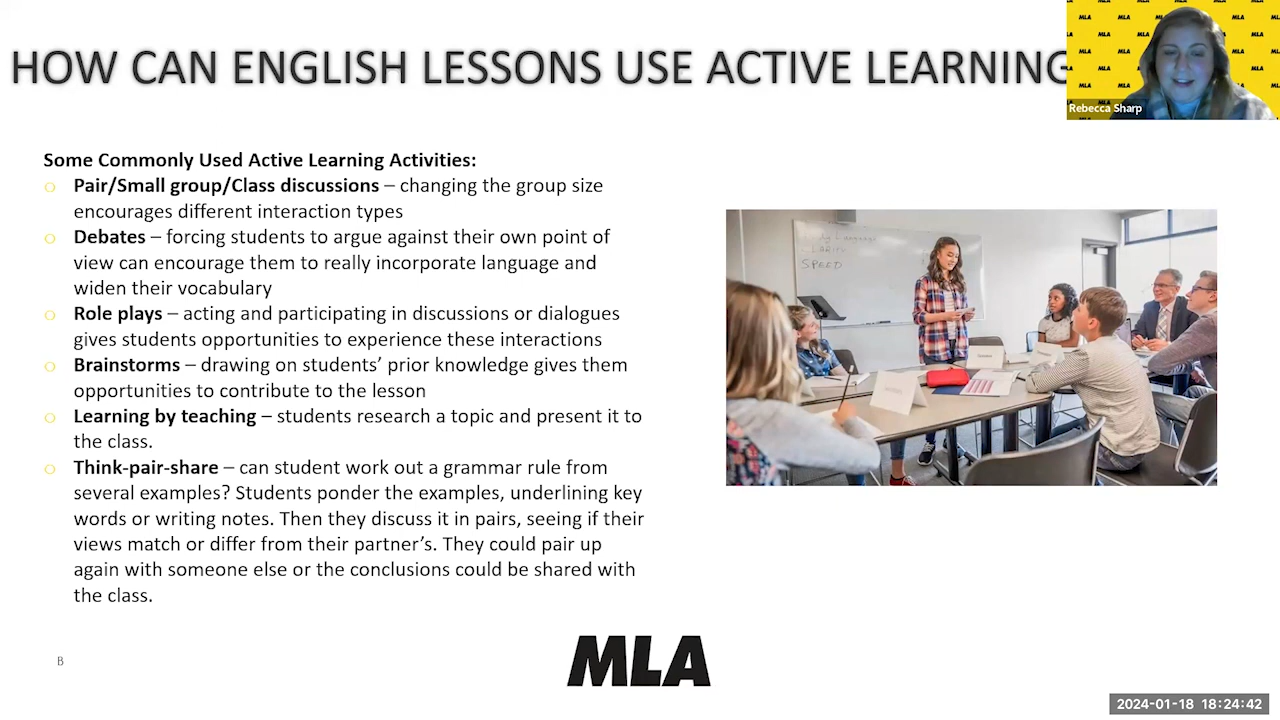 HOW CAN ENGLISH LESSONS USE ACTIVE LEARNING
MLA
Rebecca Sharp
Some Commonly Used Active Learning Activities:
o Pair/Small group/Class discussions – changing the group size
encourages different interaction types
o Debates – forcing students to argue against their own point of
view can encourage them to really incorporate language and
widen their vocabulary
o Role plays – acting and participating in discussions or dialogues
gives students opportunities to experience these interactions
o Brainstorms – drawing on students’ prior knowledge gives them
opportunities to contribute to the lesson
o Learning by teaching – students research a topic and present it to
the class.
o Think-pair-share – can student work out a grammar rule from
several examples? Students ponder the examples, underlining key
words or writing notes. Then they discuss it in pairs, seeing if their
views match or differ from their partner’s. They could pair up
again with someone else or the conclusions could be shared with
the class.
SPEED
B
MLA
2024-01-18 18:24:42